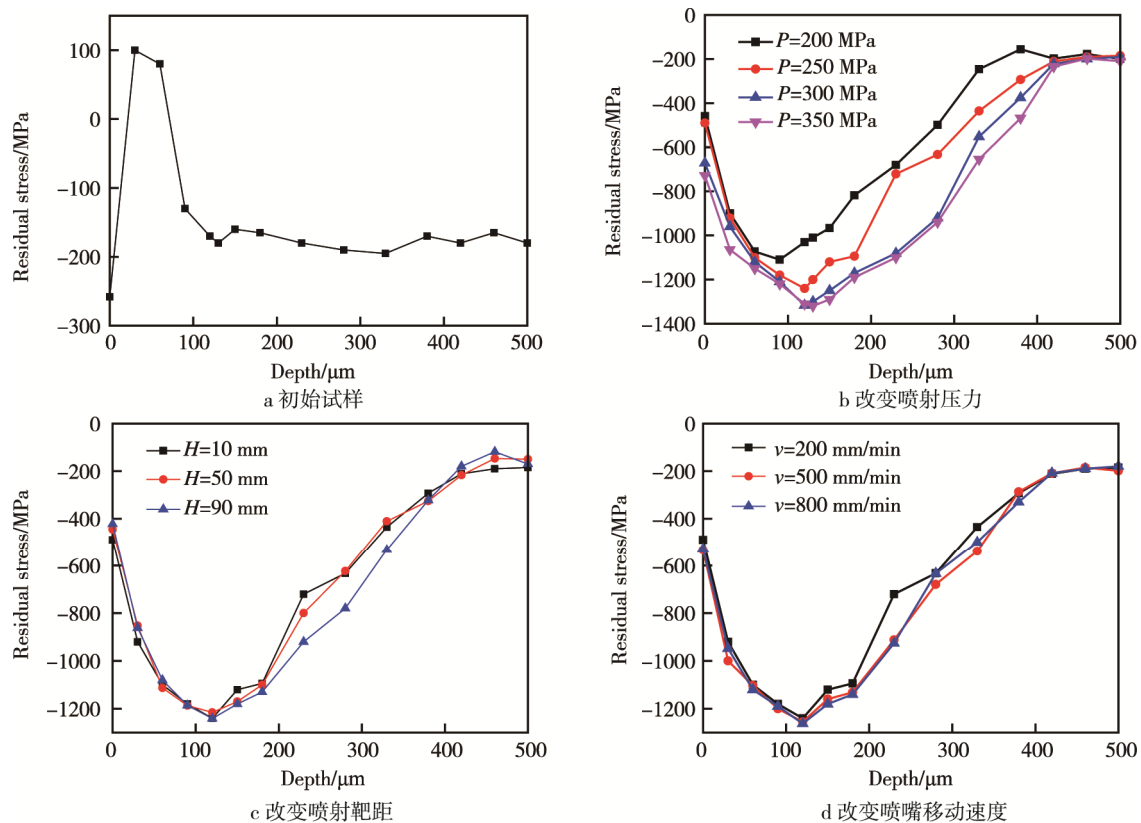 100
0
−100
−200
−300
0
100
200
300
400
500
Residual stress/MPa
Depth/μm
a 初始试样
0
−200
−400
−600
−800
−1000
−1200
−1400
0
100
200
300
400
500
P=200 MPa
P=250 MPa
P=300 MPa
P=350 MPa
Residual stress/MPa
Depth/μm
b 改变喷射压力
0
−200
−400
−600
−800
−1000
−1200
0
100
200
300
400
500
H=10 mm
H=50 mm
H=90 mm
Residual stress/MPa
Depth/μm
c 改变喷射靶距
0
−200
−400
−600
−800
−1000
−1200
0
100
200
300
400
500
v=200 mm/min
v=500 mm/min
v=800 mm/min
Residual stress/MPa
Depth/μm
d 改变喷嘴移动速度